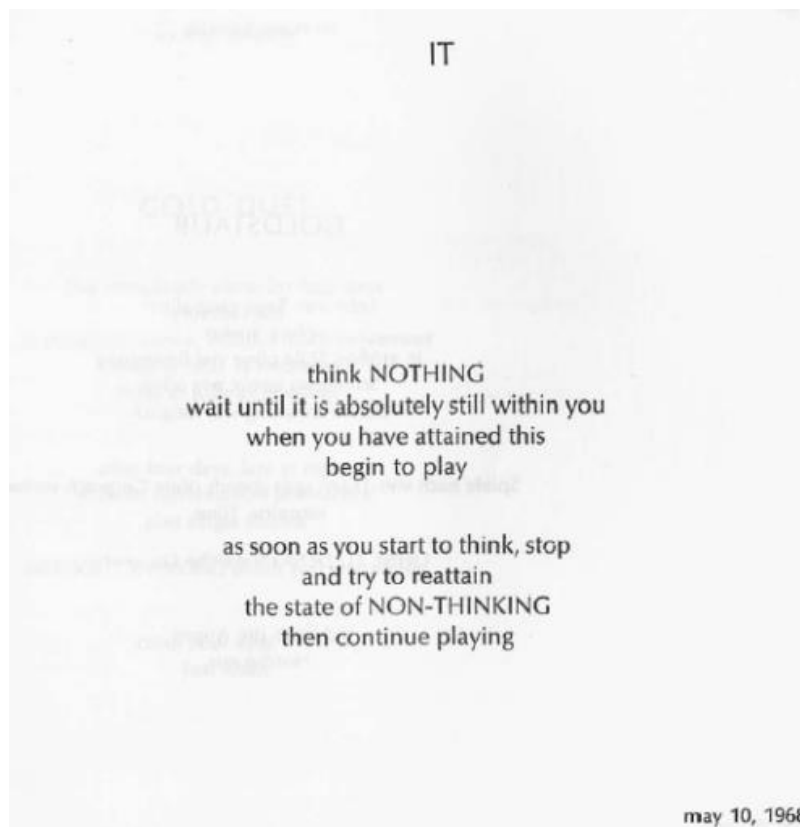 IT
think NOTHING
wait until it is absolutely still within you
when you have attained this
begin to play
as soon as you start to think, stop
and try to reattain
the state of NON-THINKING
then continue playing
may 10, 1968